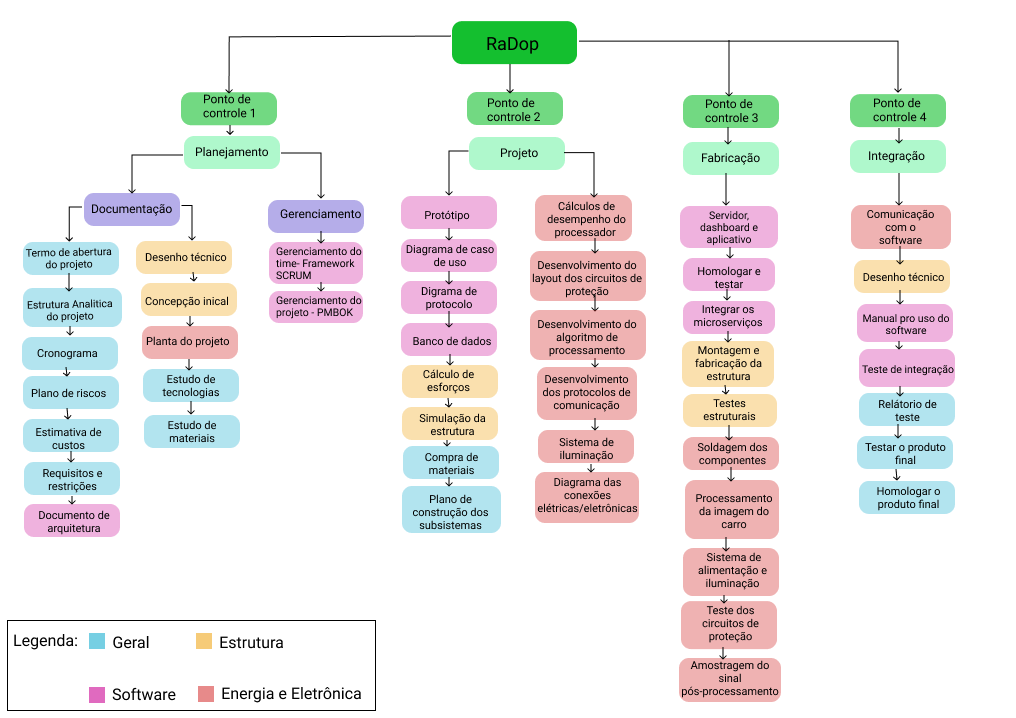 RaDop
Ponto de
controle 1
Planejamento
Documentação
Termo de abertura
do projeto
Estrutura Analitica
do projeto
Cronograma
Plano de riscos
Estimativa de
custos
Requisitos e
restrições
Documento de
arquitetura
Desenho técnico
Concepção inical
Planta do projeto
Estudo de
tecnologias
Estudo de
materiais
Gerenciamento
Gerenciamento do
time- Framework
SCRUM
Gerenciamento do
projeto - PMBOK
Ponto de
controle 2
Projeto
Protótipo
Diagrama de caso
de uso
Digrama de
protocolo
Banco de dados
Cálculo de
esforços
Simulação da
estrutura
Compra de
materiais
Plano de
construção dos
subsistemas
Cálculos de
desempenho do
processador
Desenvolvimento do
layout dos circuitos de
proteção
Desenvolvimento do
algoritmo de
processamento
Desenvolvimento
dos protocolos de
comunicação
Sistema de
iluminação
Diagrama das
conexões
elétricas/eletrônicas
Ponto de
controle 3
Fabricação
Servidor,
dashboard e
aplicativo
Homologar e
testar
Integrar os
microserviços
Montagem e
fabricação da
estrutura
Testes
estruturais
Soldagem dos
componentes
Processamento
da imagem do
carro
Sistema de
alimentação e
iluminação
Teste dos
circuitos de
proteção
Amostragem do
sinal
pós-processamento
Ponto de
controle 4
Integração
Comunicação
com o
software
Desenho técnico
Manual pro uso do
software
Teste de integração
Relátorio de
teste
Testar o produto
final
Homologar o
produto final
Legenda:
Geral
Estrutura
Software
Energia e Eletrônica